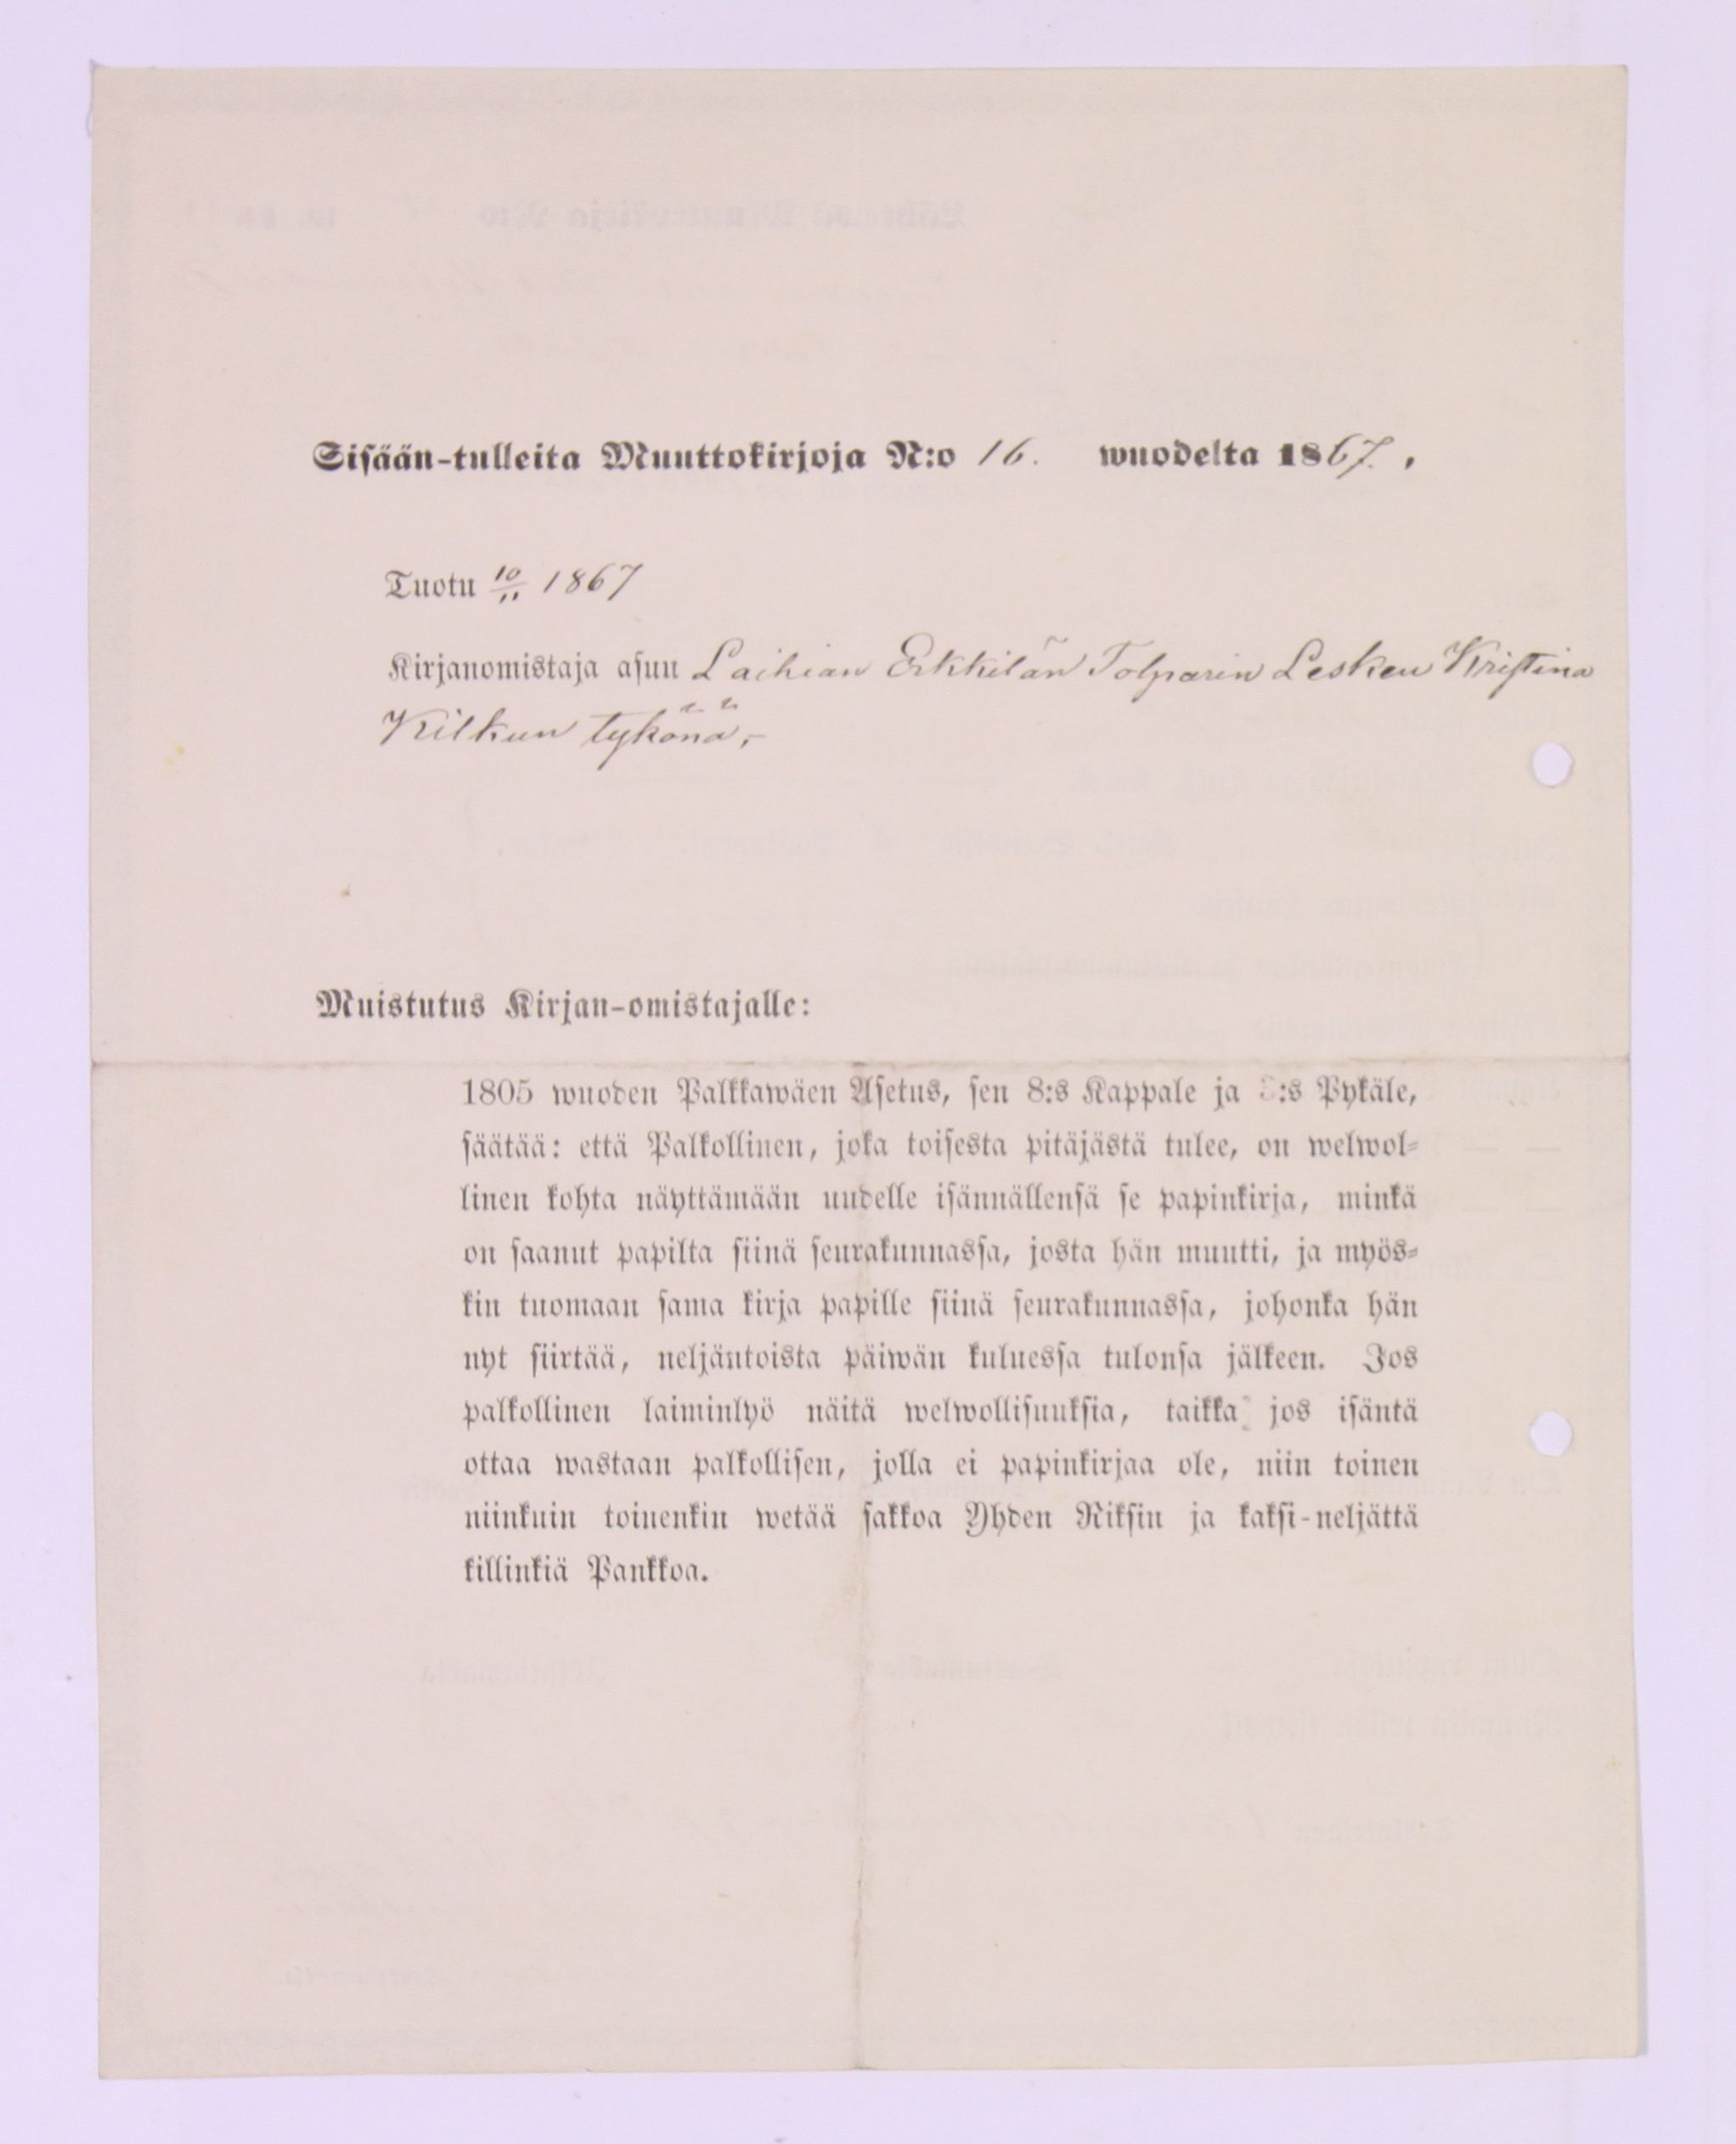 Sisään-tulleita Muuttokirjoja N:o 16. wuodelta 1867.
Tuotu 10/11 1867
Kirjanomistaja asuu Laihian Erkkilän Tolparin Lesken Kristina
Kilkun tykönä,-
Muistutus Kirjan-omistajalle:
1805 wuoden Palkkawäen Asetus, sen 8:s Kappale ja :s Pykäle,
säätää: että Palkollinen, joka toisesta pitäjästä tulee, on welwol-
linen kohta näyttämään uudelle isännällensä se papinkirja, minkä
on saanut papilta siinä seurakunnassa, josta hän muutti, ja myös-
kin tuomaan sama kirja papille siinä seurakunnassa, johonka hän
nyt siirtää, neljäntoista päiwän kuluessa tulonsa jälkeen. Jos
palkollinen laiminlyö näitä welwollisuuksia, taikka jos isäntä
ottaa wastaan palkollisen, jolla ei papinkirjaa ole, niin toinen
niinkuin toinenkin wetää sakkoa Yhden Riksin ja kaksi-neljättä
killinkiä Pankkoa.